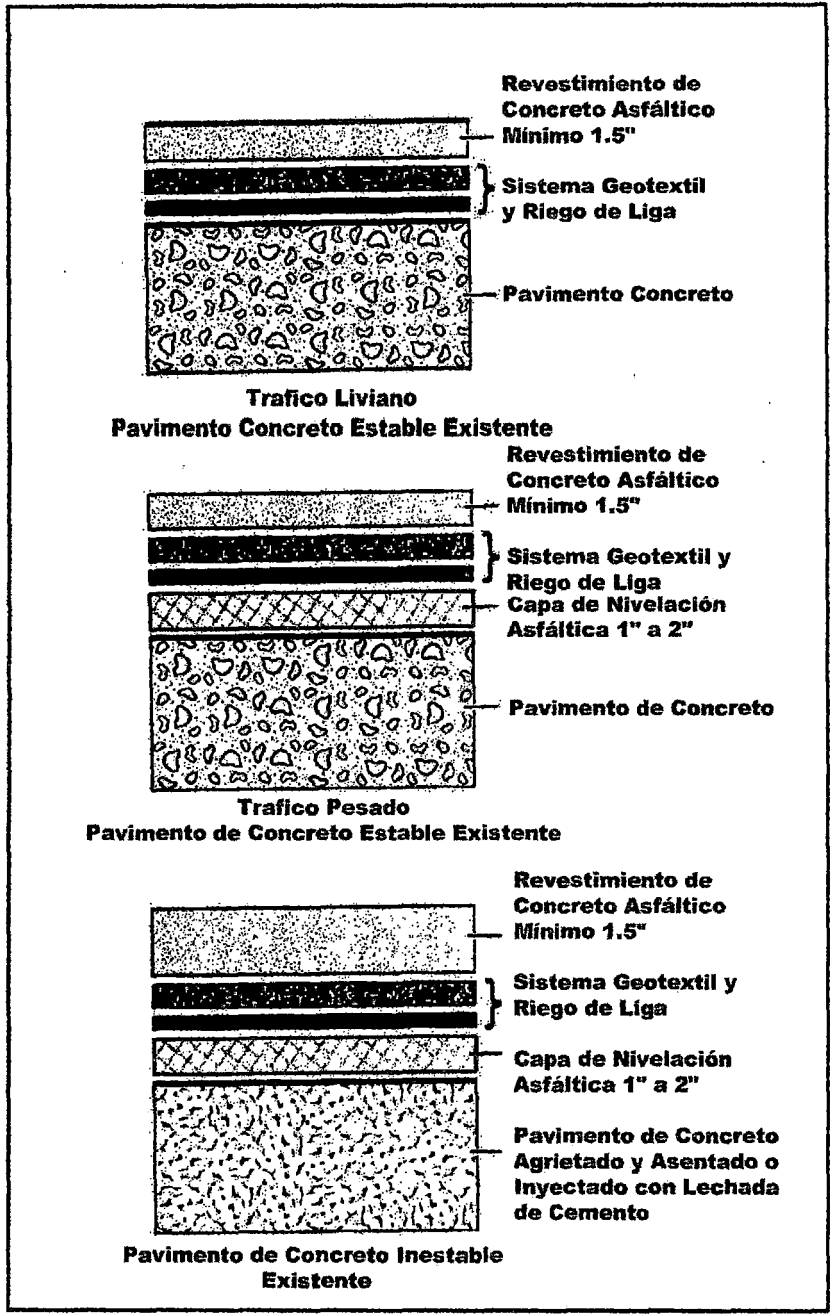 Revestimiento de
Concreto Asfáltico
Mínimo 1.5"
Sistema Geotextil
y Riego de Liga
Pavimento Concreto
Trafico Liviano
Pavimento Concreto Estable Existente
Revestimiento de
Concreto Asfáltico
Mínimo 1.5"
Sistema Geotextil y
Riego de Liga
Capa de Nivelación
Asfáltica 1" a 2"
Pavimento de Concreto
Trafico Pesado
Pavimento de Concreto Estable Existente
Revestimiento de
Concreto Asfáltico
Mínimo 1.5"
Sistema Geotextil y
Riego de Liga
Capa de Nivelación
Asfáltica 1" a 2"
Pavimento de Concreto
Agrietado y Asentado o
Inyectado con Lechada
de Cemento
Pavimento de Concreto Inestable
Existente